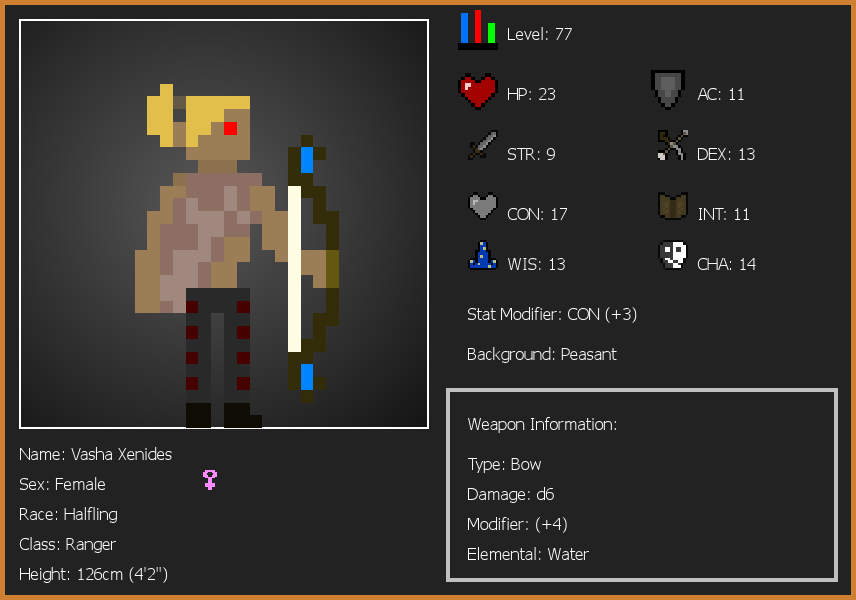 Level: 77
HP: 23
AC: 11
STR: 9
DEX: 13
CON: 17
INT: 11
WIS: 13
CHA: 14
Stat Modifier: CON (+3)
Background: Peasant
Weapon Information:
Type: Bow
Damage: d6
Modifier: (+4)
Elemental: Water
Name: Vasha Xenides
Sex: Female
Race: Halfling
Class: Ranger
Height: 126cm (4'2")